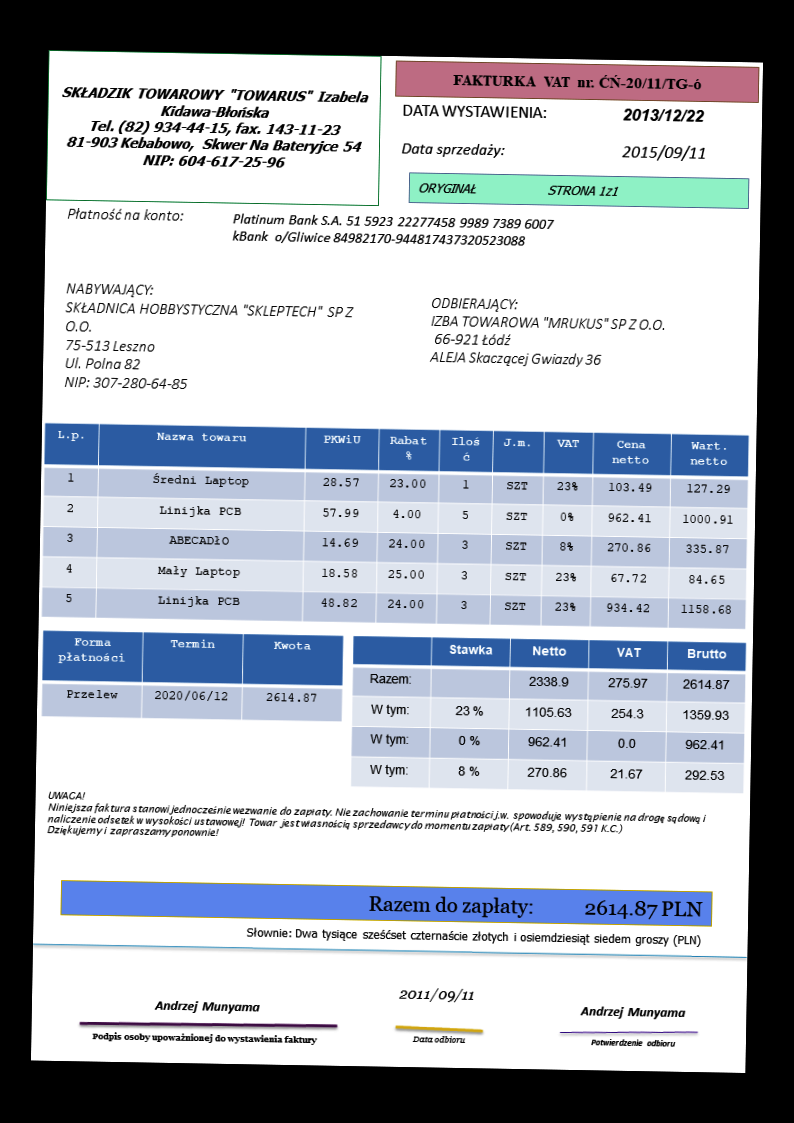 SKŁADZIK TOWAROWY "TOWARUS" Izabela
Kidawa-Błońska
Tel. (82) 934-44-15, fax. 143-11-23
81-903 Kebabowo, Skwer Na Bateryjce 54
NIP: 604-617-25-96
FAKTURKA VAT nr. ĆŃ-20/11/TG-ó
DATA WYSTAWIENIA: 2013/12/22
Data sprzedaży: 2015/09/11
ORYGINAŁ STRONA 1z1
Płatność na konto: Platinum Bank S.A. 51 5923 22277458 9989 7389 6007
kBank o/Gliwice 84982170-944817437320523088
NABYWAJĄCY:
SKŁADNICA HOBBYSTYCZNA "SKLEPTECH" SP Z
O.O.
75-513 Leszno
Ul. Polna 82
NIP: 307-280-64-85
ODBIERAJĄCY:
IZBA TOWAROWA "MRUKUS" SP Z O.O.
66-921 Łódź
ALEJA Skaczącej Gwiazdy 36
L.p. Nazwa towaru PKWiU Rabat Iloś J.m. VAT Cena Wart.
% ć netto netto
1 Średni Laptop 28.57 23.00 1 SZT 23% 103.49 127.29
2 Linijka PCB 57.99 4.00 5 SZT 0% 962.41 1000.91
3 ABECADŁO 14.69 24.00 3 SZT 8% 270.86 335.87
4 Mały Laptop 18.58 25.00 3 SZT 23% 67.72 84.65
5 Linijka PCB 48.82 24.00 3 SZT 23% 934.42 1158.68
Forma Termin Kwota
płatności
Przelew 2020/06/12 2614.87
Stawka Netto VAT Brutto
Razem: 2338.9 275.97 2614.87
W tym: 23 % 1105.63 254.3 1359.93
W tym: 0 % 962.41 0.0 962.41
W tym: 8 % 270.86 21.67 292.53
UWAGA!
Niniejsza faktura stanowi jednocześnie wezwanie do zapłaty. Nie zachowanie terminu płatności j.w. spowoduje wystąpienie na drogę sądową i
naliczenie odsetek w wysokości ustawowej! Towar jest własnością sprzedawcy do momentu zapłaty (Art. 589, 590, 591 K.C.)
Dziękujemy i zapraszamy ponownie!
Razem do zapłaty: 2614.87 PLN
Słownie: Dwa tysiące sześćset czternaście złotych i osiemdziesiąt siedem groszy (PLN)
Andrzej Munyama
Podpis osoby upoważnionej do wystawienia faktury
2011/09/11
Data odbioru
Andrzej Munyama
Potwierdzenie odbioru